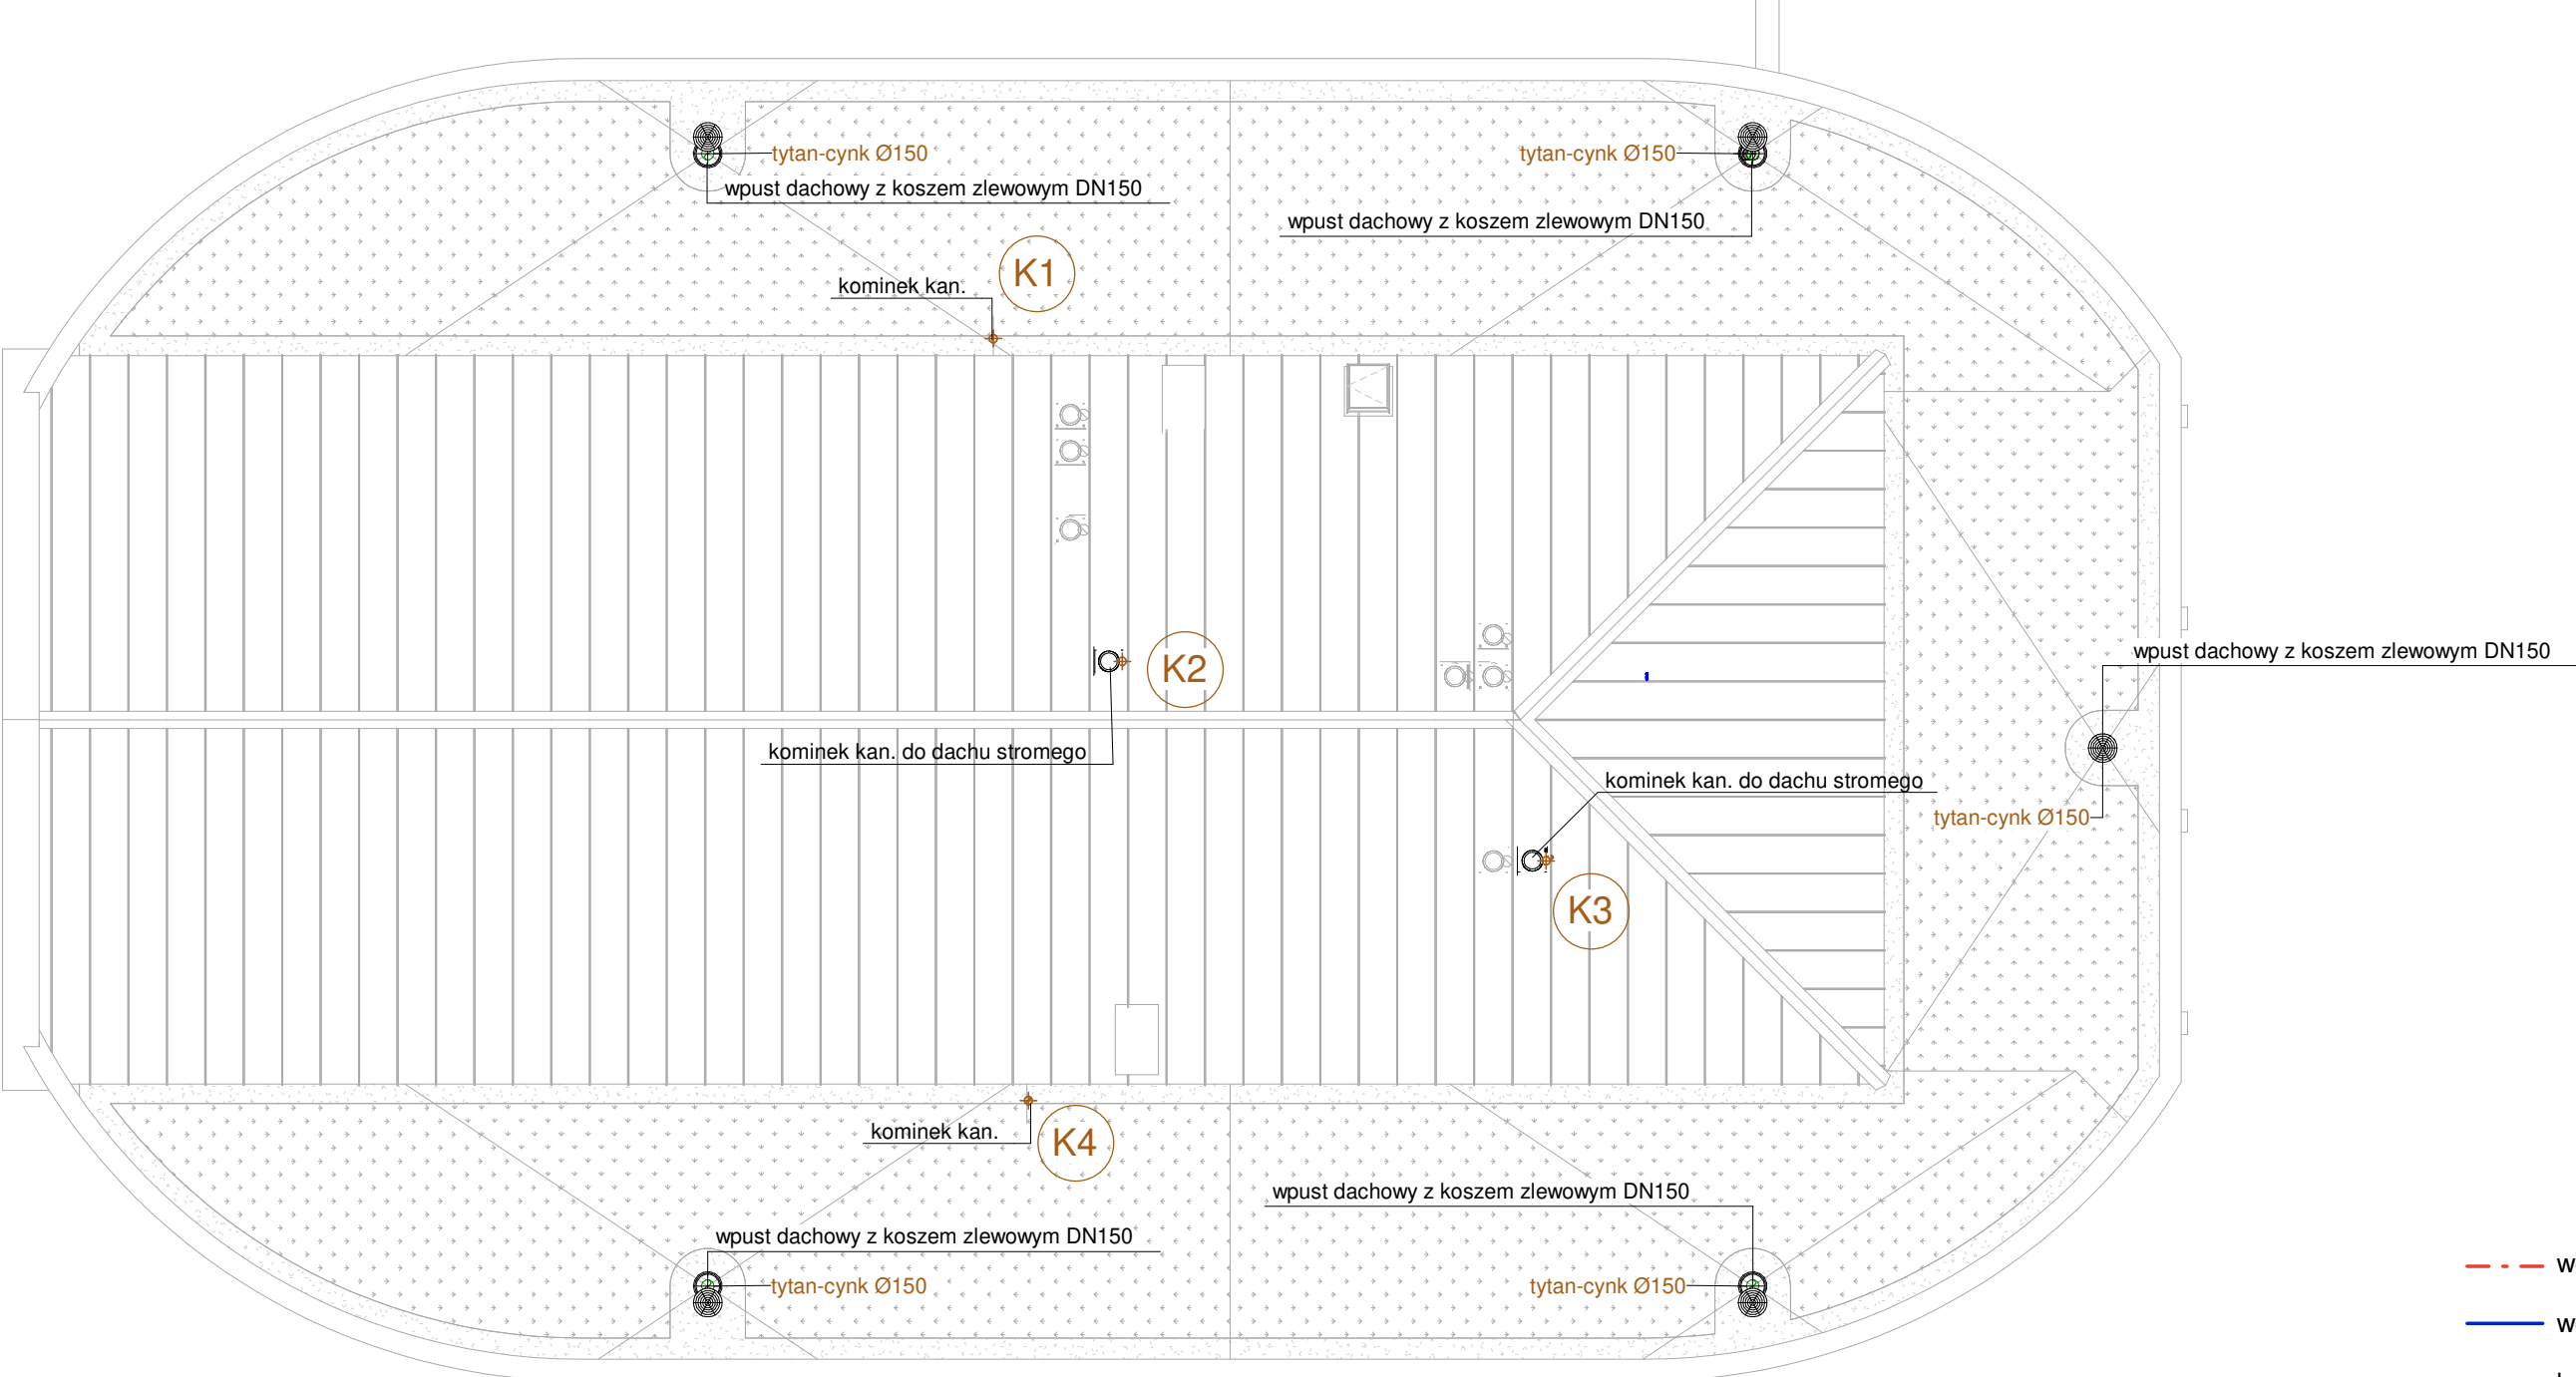 tytan-cynk Ø150
tytan-cynk Ø150
wpust dachowy z koszem zlewowym DN150
wpust dachowy z koszem zlewowym DN150
K1
kominek kan.
K2
wpust dachowy z koszem zlewowym DN150
kominek kan. do dachu stromego
kominek kan. do dachu stromego
tytan-cynk Ø150
K3
kominek kan.
K4
wpust dachowy z koszem zlewowym DN150
wpust dachowy z koszem zlewowym DN150
tytan-cynk Ø150
tytan-cynk Ø150